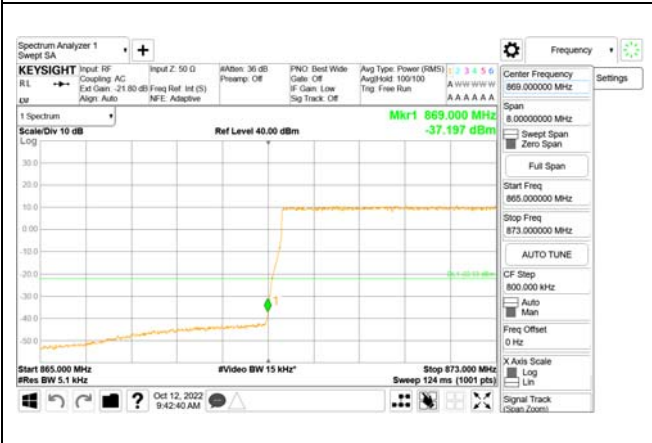 Spectrum Analyzer 1
Swept SA
+
Frequency
KEYSIGHT
RL
Input: RF
Coupling: AC
Ext Gain: -21.80 dB
Align: Auto
Input Z: 50 Ω
Freq Ref: Int (S)
NFE: Adaptive
#Atten: 36 dB
Preamp: Off
PNO: Best Wide
Gate: Off
IF Gain: Low
Sig Track: Off
Avg Type: Power (RMS)
Avg|Hold: 100/100
Trig: Free Run
1 2 3 4 5 6
A W W W W W
A A A A A A
1 Spectrum
Scale/Div 10 dB
Log
Ref Level 40.00 dBm
Mkr1 869.000 MHz
-37.197 dBm
30.0
20.0
10.0
0.00
-10.0
-20.0
-30.0
-40.0
-50.0
1
Start 865.000 MHz
#Res BW 5.1 kHz
#Video BW 15 kHz*
Stop 873.000 MHz
Sweep 124 ms (1001 pts)
Oct 12, 2022
9:42:40 AM
?
Center Frequency
869.000000 MHz
Settings
Span
8.00000000 MHz
Swept Span
Zero Span
Full Span
Start Freq
865.000000 MHz
Stop Freq
873.000000 MHz
AUTO TUNE
CF Step
800.000 kHz
Auto
Man
Freq Offset
0 Hz
X Axis Scale
Log
Lin
Signal Track
(Span Zoom)